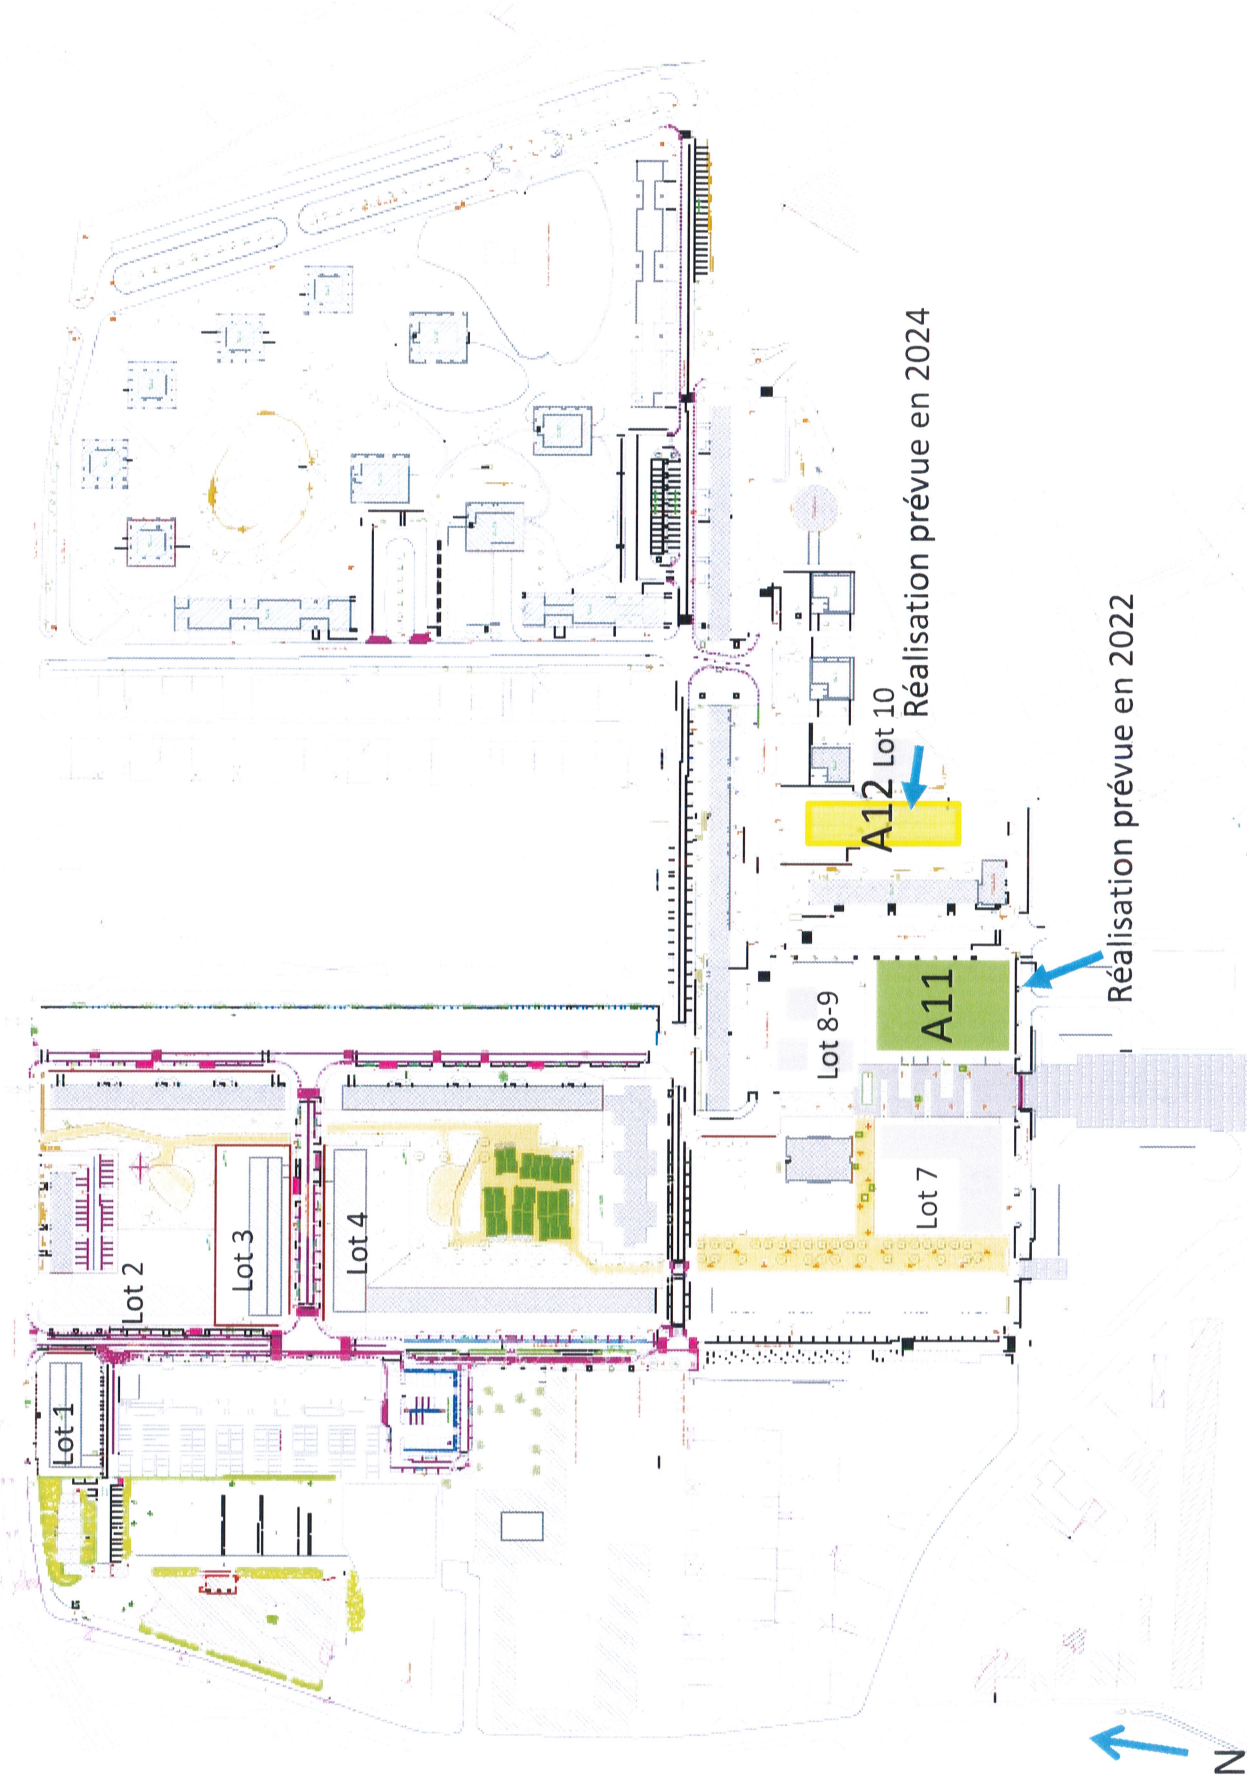 Lot 1
Lot 2
Lot 3
Lot 4
Lot 7
Lot 8-9
A11
Réalisation prévue en 2022
A12
Lot 10
Réalisation prévue en 2024
N